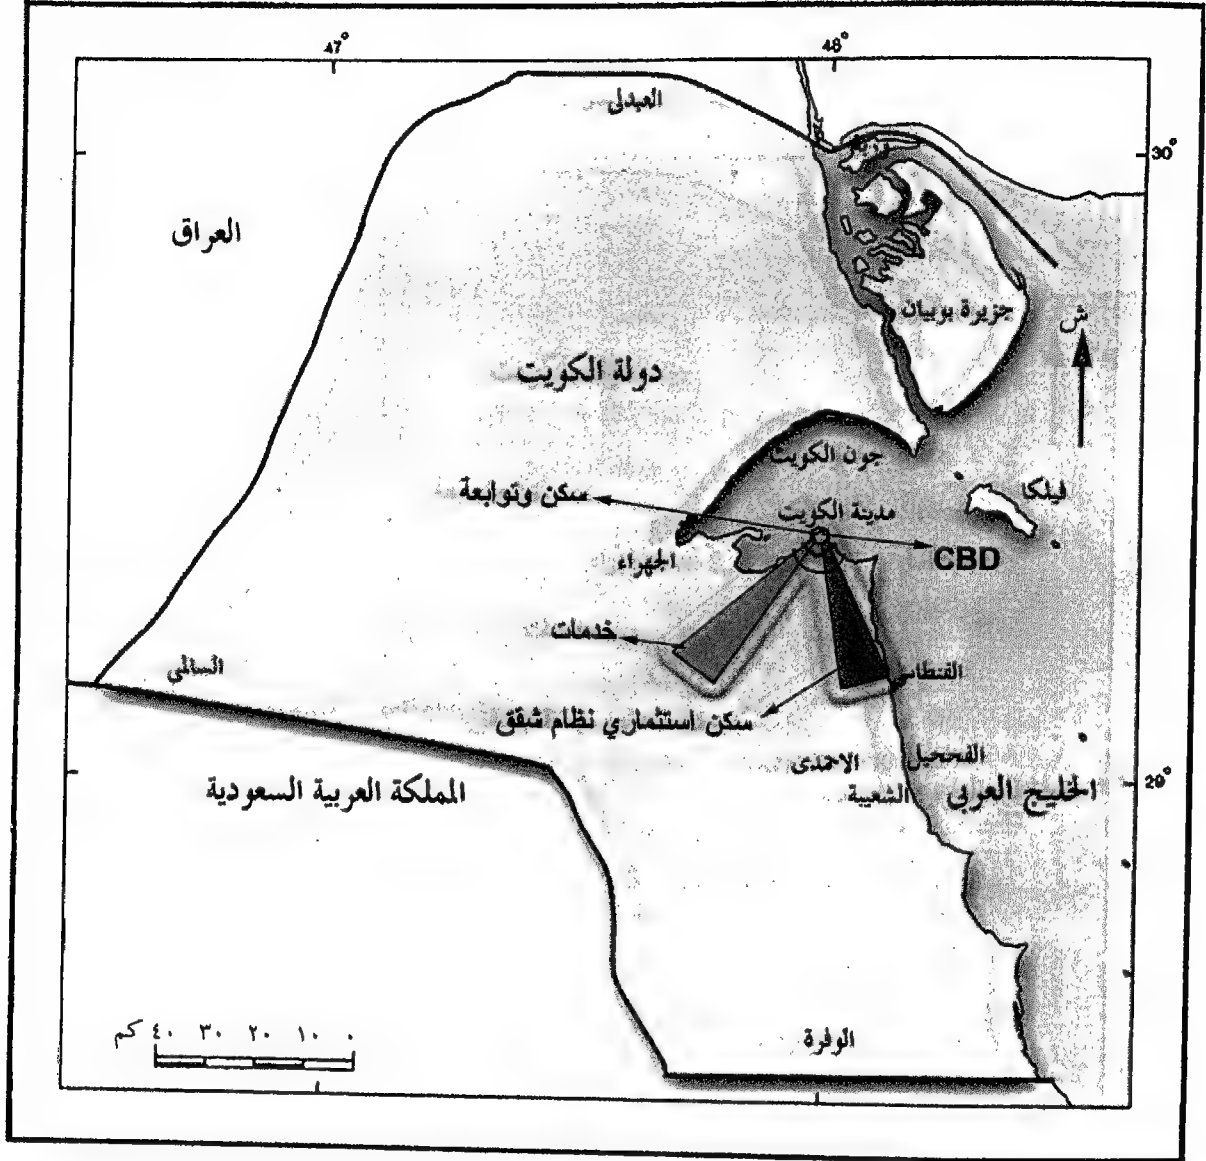 47°
48°
العبدلي
30°
العراق
جزيرة بوبيان
ش
دولة الكويت
جون الكويت
فيلكا
سكن وتوابعة
مدينة الكويت
CBD
الجهراء
خدمات
السالمي
سكن استثماري نظام شقق
الفحيحيل
الاحمدى
29°
المملكة العربية السعودية
الشعيبة
الخليج العربي
الوفرة
٤٠ ٣٠ ٢٠ ١٠ ٠ كم